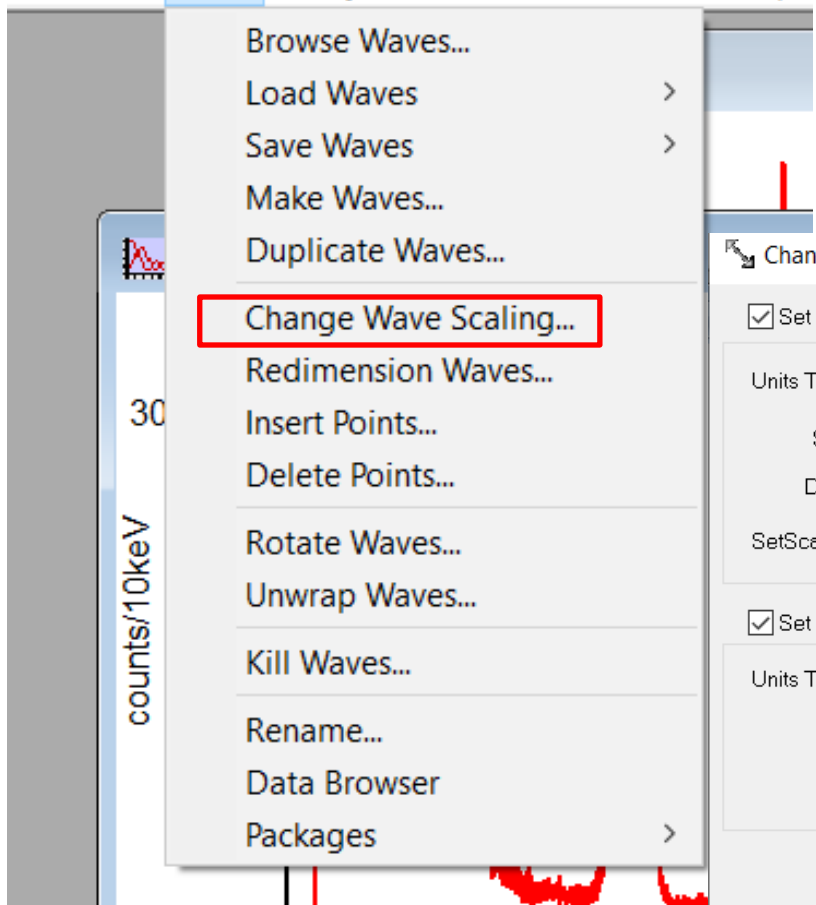 Browse Waves...
Load Waves
Save Waves
Make Waves...
Duplicate Waves...
Change Wave Scaling...
Redimension Waves...
Insert Points...
Delete Points...
Rotate Waves...
Unwrap Waves...
Kill Waves...
Rename...
Data Browser
Packages
30
counts/10keV
Chan
Set
Units T
D
SetSca
Set
Units T